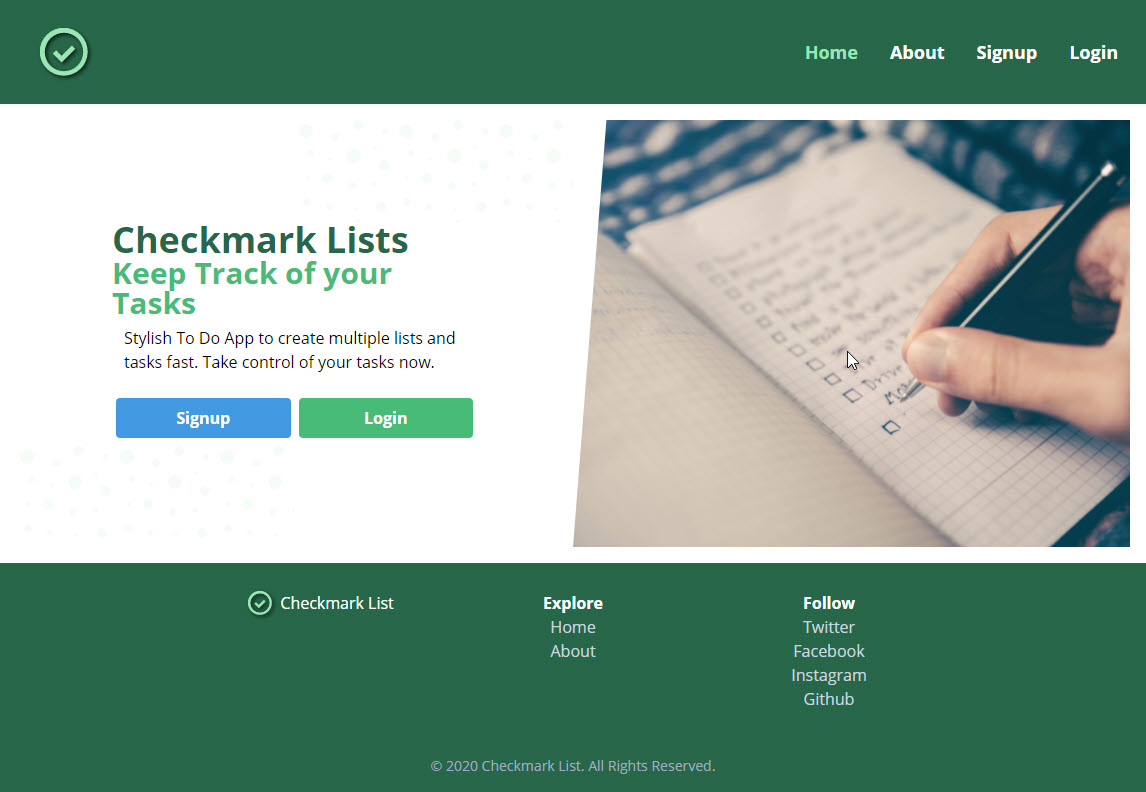 Home About Signup Login
Checkmark Lists
Keep Track of your
Tasks
Stylish To Do App to create multiple lists and
tasks fast. Take control of your tasks now.
Signup Login
Checkmark List
Explore
Home
About
Follow
Twitter
Facebook
Instagram
Github
© 2020 Checkmark List. All Rights Reserved.